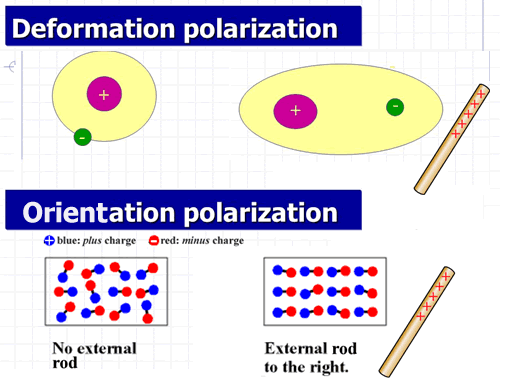 Deformation polarization
+
-
+
-
+ + + + +
Orientation polarization
+ blue: plus charge - red: minus charge
No external
rod
External rod
to the right.
+ + + + +